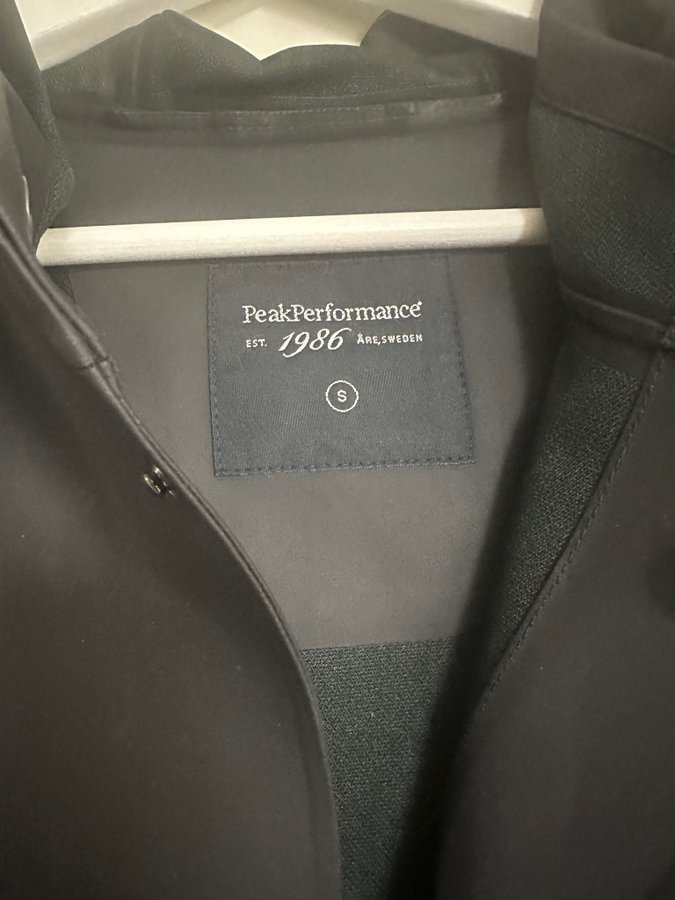 PeakPerformance®
EST. 1986 ÅRE, SWEDEN
S